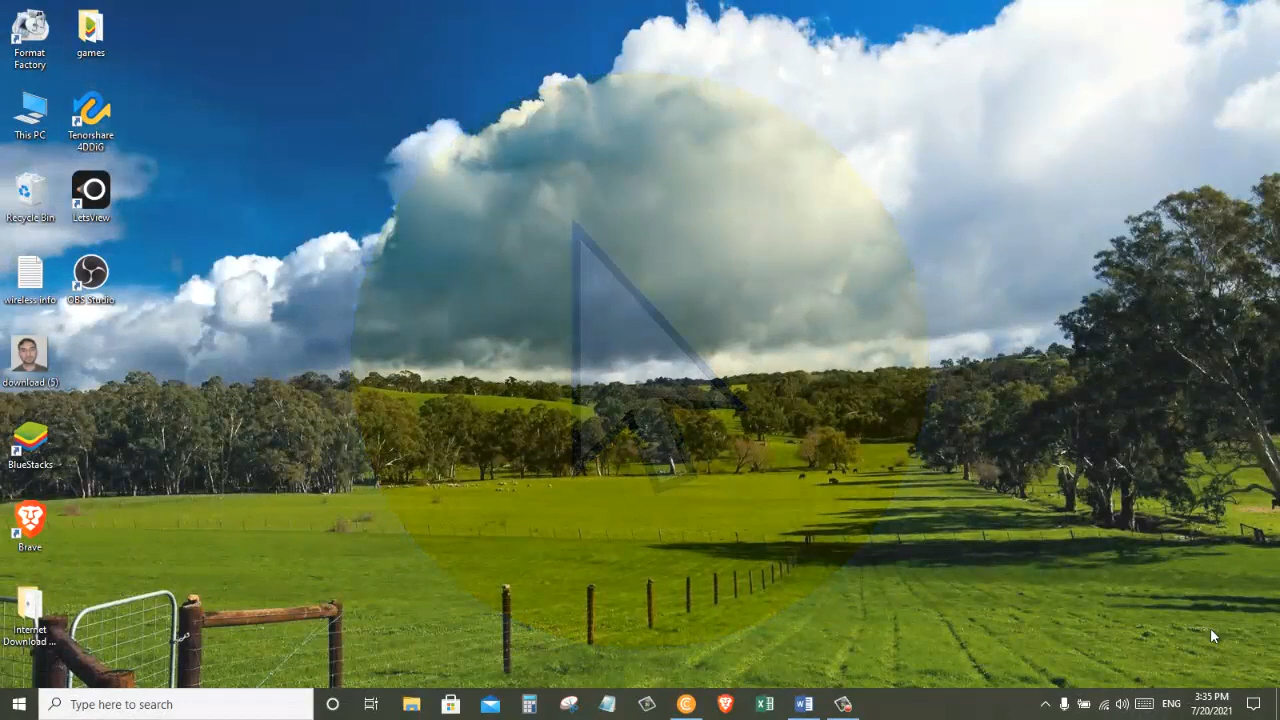 Format
Factory
games
This PC
Tenorshare
4DDiG
Recycle Bin
LetsView
wireless info
OBS Studio
download (5)
BlueStacks
Brave
Internet
Download ...
Type here to search
ENG
3:35 PM
7/20/2021